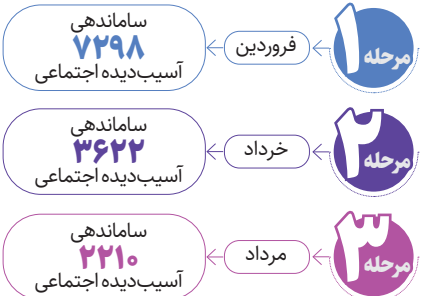 مرحله ۱
فروردین
ساماندهی
۷۲۹۸
آسیب‌دیده اجتماعی
مرحله ۲
خرداد
ساماندهی
۳۶۲۲
آسیب‌دیده اجتماعی
مرحله ۳
مرداد
ساماندهی
۲۲۱۰
آسیب‌دیده اجتماعی